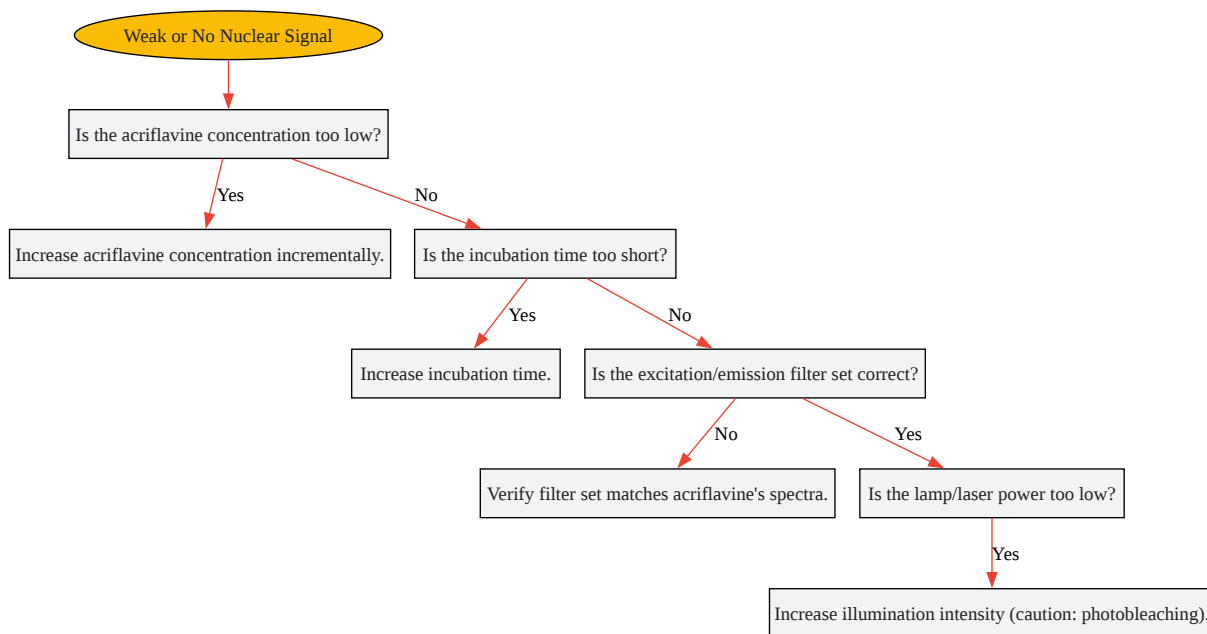 Weak or No Nuclear Signal
Is the acriflavine concentration too low?
Yes
No
Increase acriflavine concentration incrementally.
Is the incubation time too short?
Yes
No
Increase incubation time.
Is the excitation/emission filter set correct?
No
Yes
Verify filter set matches acriflavine's spectra.
Is the lamp/laser power too low?
Yes
Increase illumination intensity (caution: photobleaching).